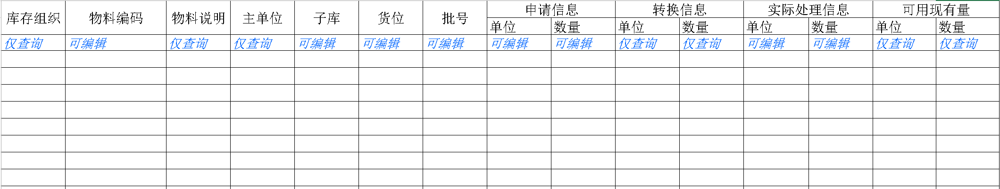 库存组织 物料编码 物料说明 主单位 子库 货位 批号 申请信息 转换信息 实际处理信息 可用现有量
单位 数量 单位 数量 单位 数量 单位 数量
仅查询 可编辑 仅查询 仅查询 可编辑 可编辑 可编辑 可编辑 可编辑 仅查询 仅查询 可编辑 可编辑 仅查询 仅查询